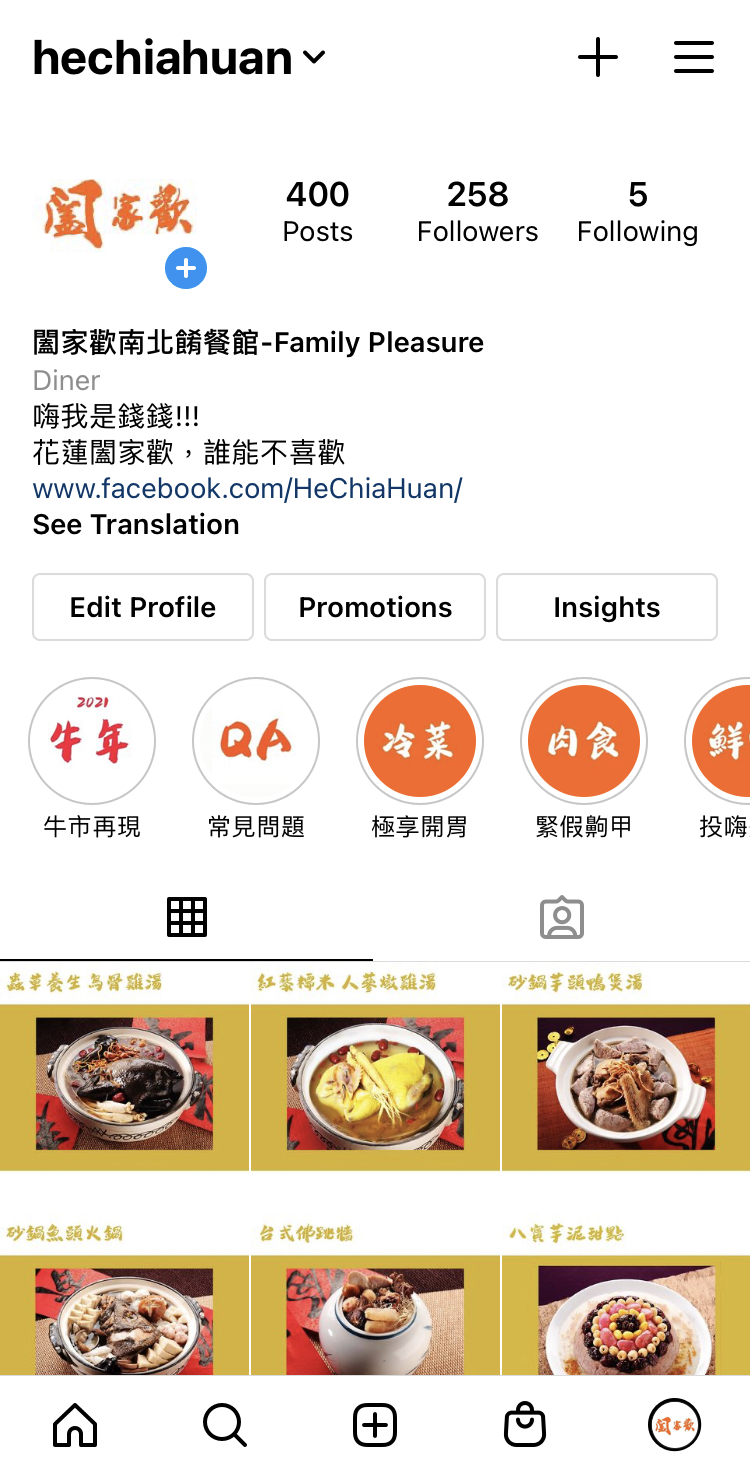 hechiahuan
闔家歡
400
Posts
258
Followers
5
Following
闔家歡南北餚餐館-Family Pleasure
Diner
嗨我是錢錢!!!
花蓮闔家歡，誰能不喜歡
www.facebook.com/HeChiaHuan/
See Translation
Edit Profile
Promotions
Insights
2021
牛年
QA
冷菜
肉食
鮮
牛市再現
常見問題
極享開胃
緊假齁甲
投嗨
蟲草養生烏骨雞湯
紅藜糯米人蔘燉雞湯
砂鍋芋頭鴨煲湯
砂鍋魚頭火鍋
台式佛跳牆
八寶芋泥甜點
闔家歡